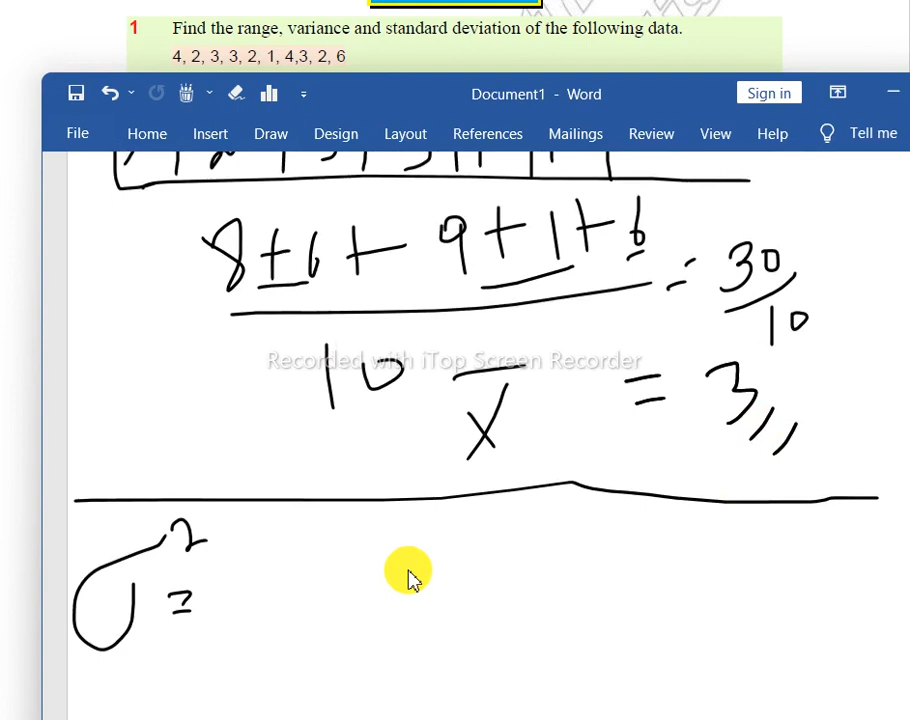 1 Find the range, variance and standard deviation of the following data.
4, 2, 3, 3, 2, 1, 4,3, 2, 6
Document1 - Word
Sign in
File Home Insert Draw Design Layout References Mailings Review View Help Tell me
8+6+ 9+1+6 = 30/10
Recorded with iTop Screen Recorder
10
x̅ = 3,,
σ² =